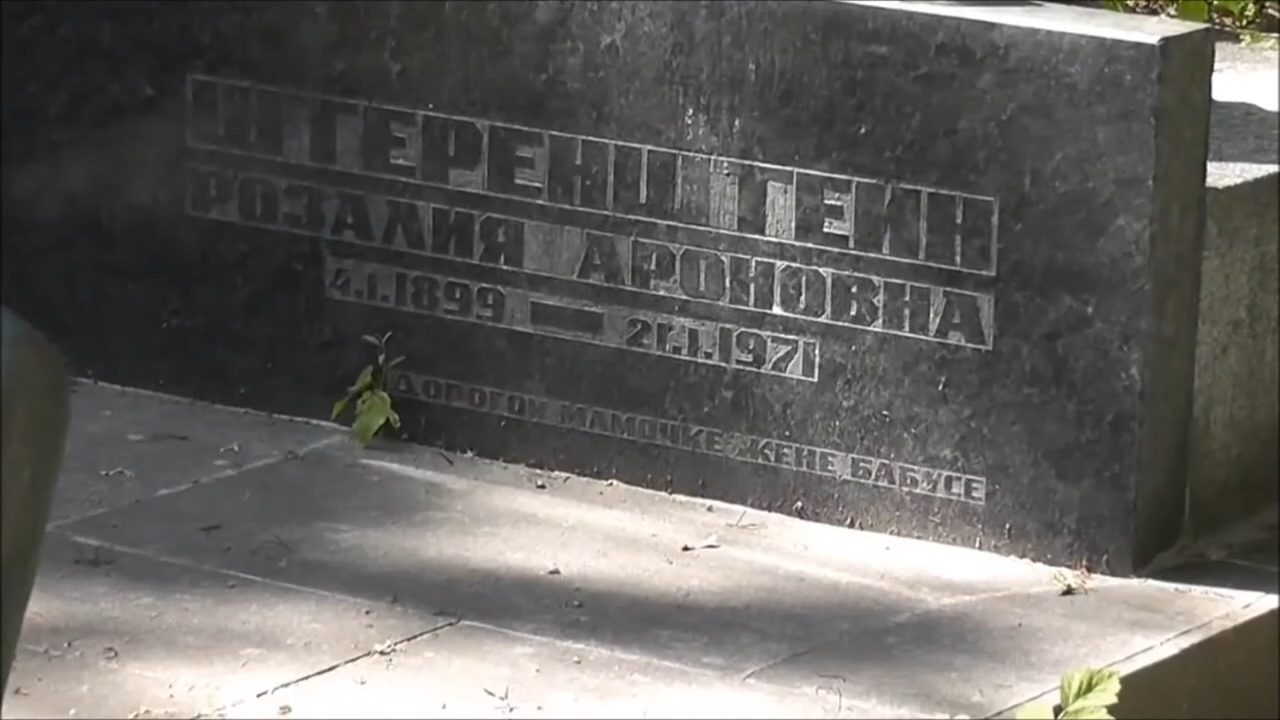 ШТЕРЕНШТЕЙН
РОЗАЛИЯ АРОНОВНА
4.I.1899 — 21.I.1971
ДОРОГОЙ МАМОЧКЕ ЖЕНЕ БАБУСЕ